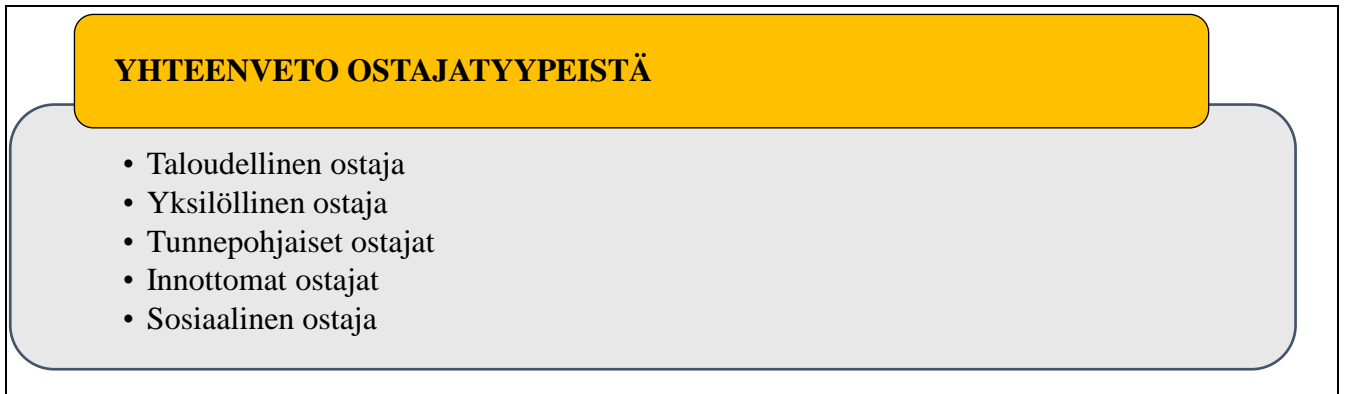 YHTEENVETO OSTAJATYYPEISTÄ
• Taloudellinen ostaja
• Yksilöllinen ostaja
• Tunnepohjaiset ostajat
• Innottomat ostajat
• Sosiaalinen ostaja